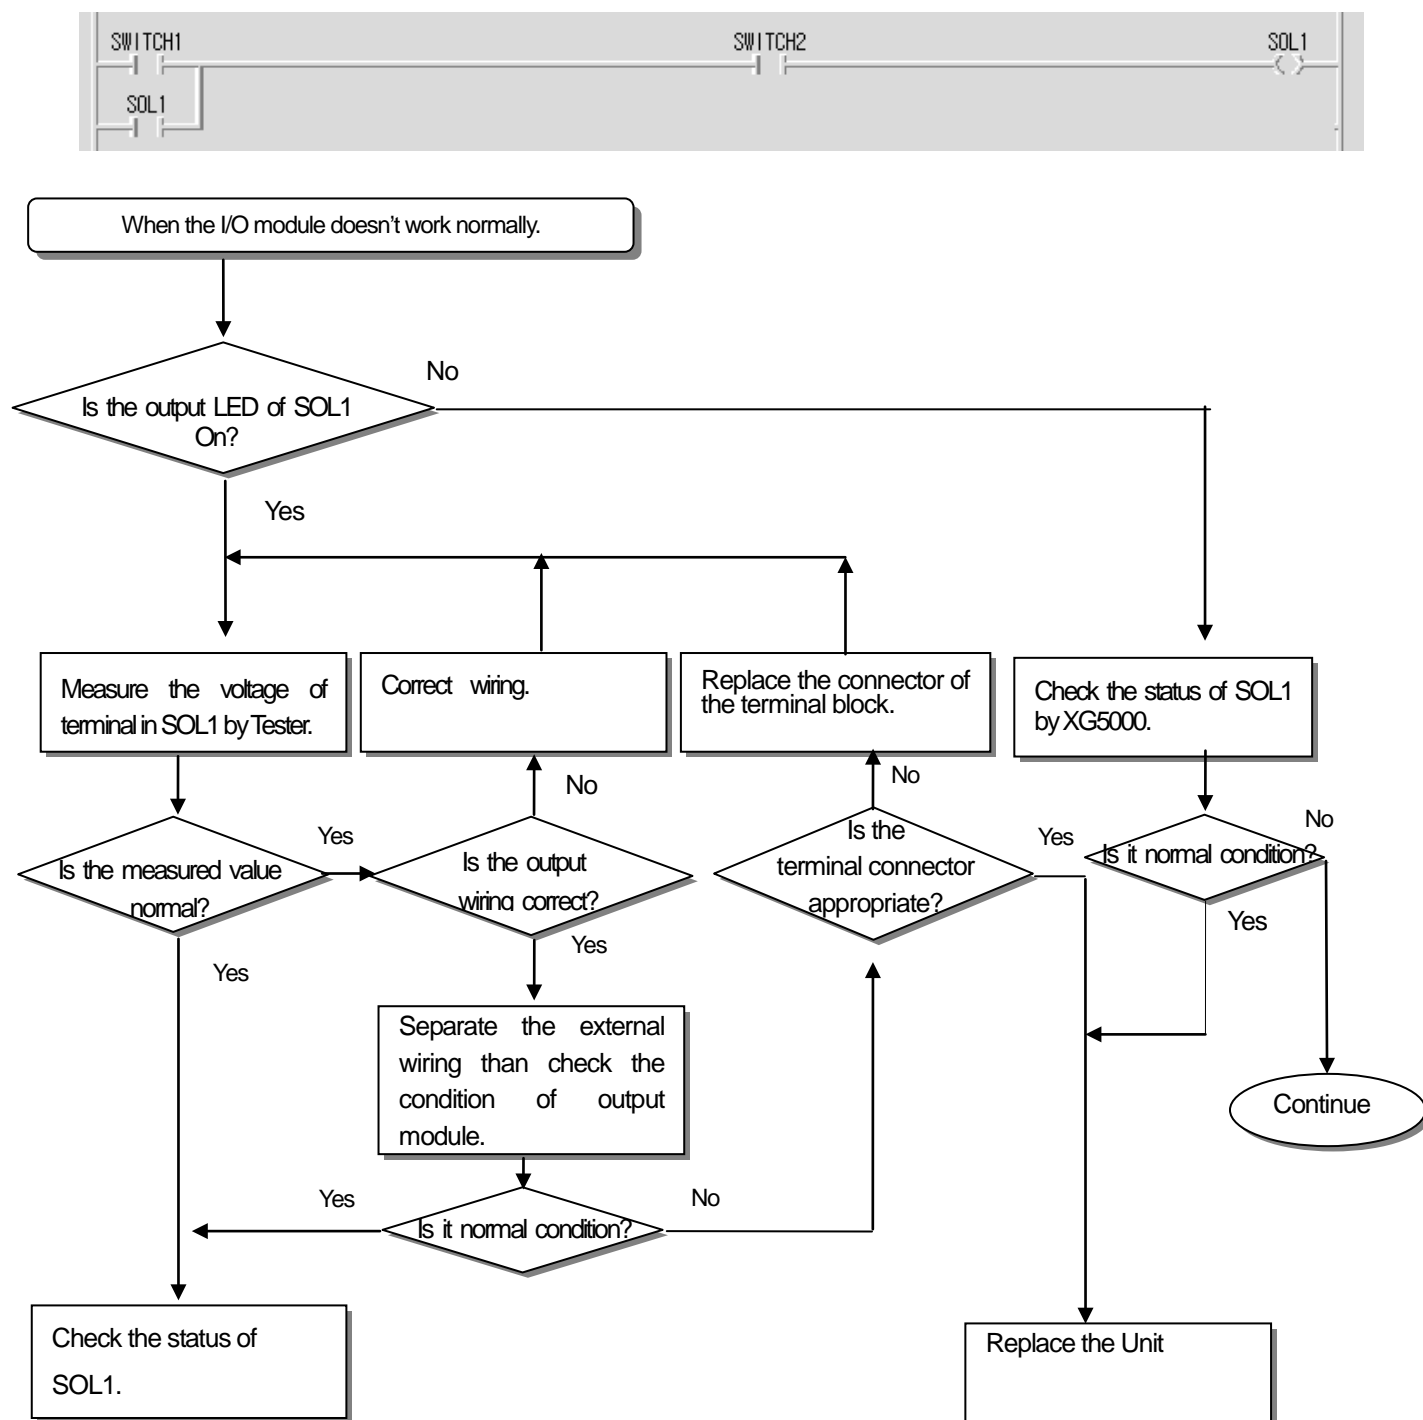 SWITCH1
SWITCH2
SOL1
SOL1
When the I/O module doesn't work normally.
No
Is the output LED of SOL1
On?
Yes
Measure the voltage of
terminal in SOL1 by Tester.
Correct wiring.
Replace the connector of
the terminal block.
Check the status of SOL1
by XG5000.
No
No
Yes
Is the measured value
normal?
Is the output
wiring correct?
Is the
terminal connector
appropriate?
Yes
Is it normal condition?
No
Yes
Yes
Yes
Separate the external
wiring than check the
condition of output
module.
Continue
Yes
Is it normal condition?
No
Check the status of
SOL1.
Replace the Unit